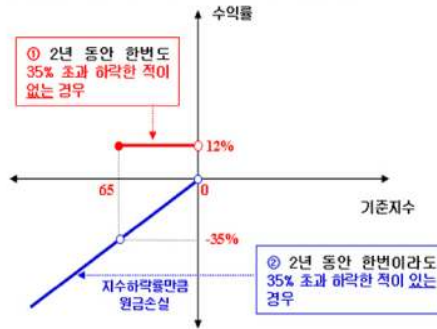 수익률
① 2년 동안 한번도
35% 초과 하락한 적이
없는 경우
12%
65
0
기준지수
-35%
지수하락률만큼
원금손실
② 2년 동안 한번이라도
35% 초과 하락한 적이 있는
경우